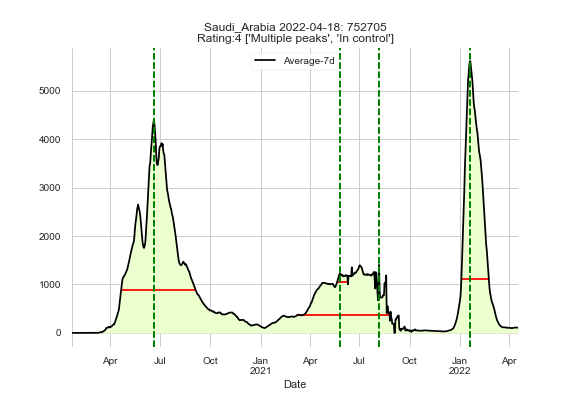 Saudi_Arabia 2022-04-18: 752705
Rating:4 ['Multiple peaks', 'In control']
Average-7d
5000
4000
3000
2000
1000
0
Apr Jul Oct Jan Apr Jul Oct Jan Apr
2021 2022
Date